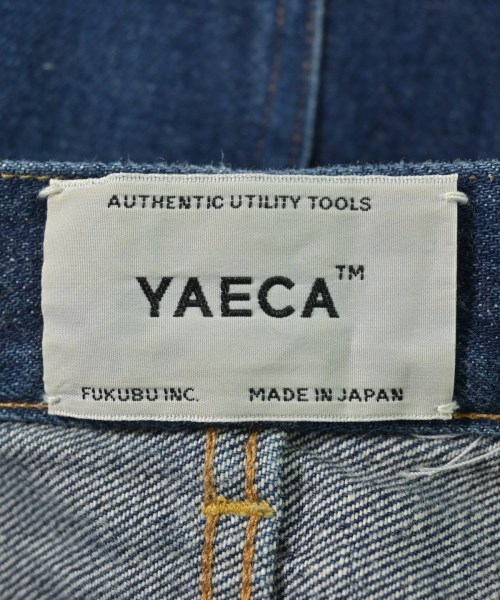 AUTHENTIC UTILITY TOOLS
YAECA™
FUKUBU INC. MADE IN JAPAN